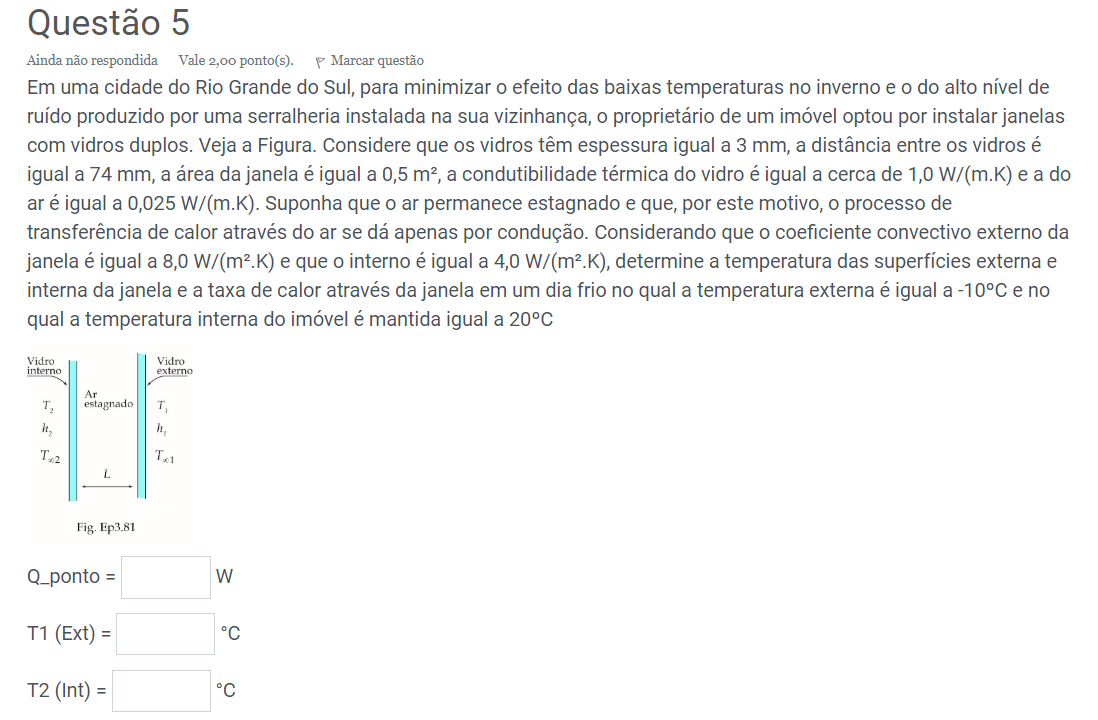 Questão 5
Ainda não respondida Vale 2,00 ponto(s). Marcar questão
Em uma cidade do Rio Grande do Sul, para minimizar o efeito das baixas temperaturas no inverno e o do alto nível de
ruído produzido por uma serralheria instalada na sua vizinhança, o proprietário de um imóvel optou por instalar janelas
com vidros duplos. Veja a Figura. Considere que os vidros têm espessura igual a 3 mm, a distância entre os vidros é
igual a 74 mm, a área da janela é igual a 0,5 m², a condutibilidade térmica do vidro é igual a cerca de 1,0 W/(m.K) e a do
ar é igual a 0,025 W/(m.K). Suponha que o ar permanece estagnado e que, por este motivo, o processo de
transferência de calor através do ar se dá apenas por condução. Considerando que o coeficiente convectivo externo da
janela é igual a 8,0 W/(m².K) e que o interno é igual a 4,0 W/(m².K), determine a temperatura das superfícies externa e
interna da janela e a taxa de calor através da janela em um dia frio no qual a temperatura externa é igual a -10ºC e no
qual a temperatura interna do imóvel é mantida igual a 20ºC
Vidro interno
Vidro externo
Ar estagnado
T₂
T₁
h₂
h₁
T∞2
T∞1
L
Fig. Ep3.81
Q_ponto = W
T1 (Ext) = °C
T2 (Int) = °C